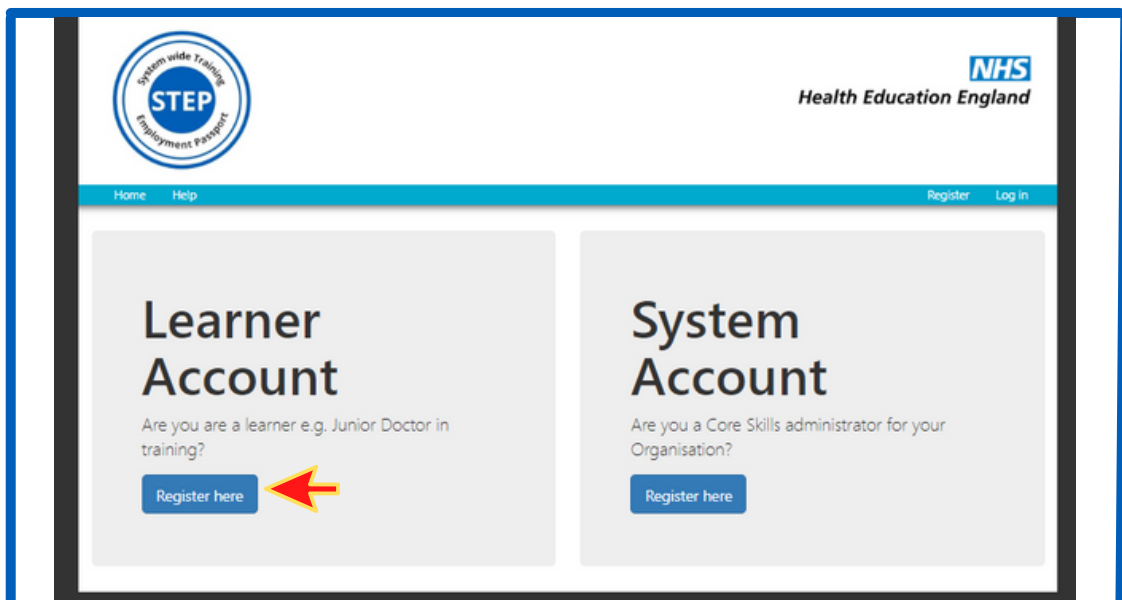 System wide Training
STEP
Employment Passport
NHS
Health Education England
Home Help Register Log in
Learner
Account
Are you are a learner e.g. Junior Doctor in
training?
Register here
System
Account
Are you a Core Skills administrator for your
Organisation?
Register here